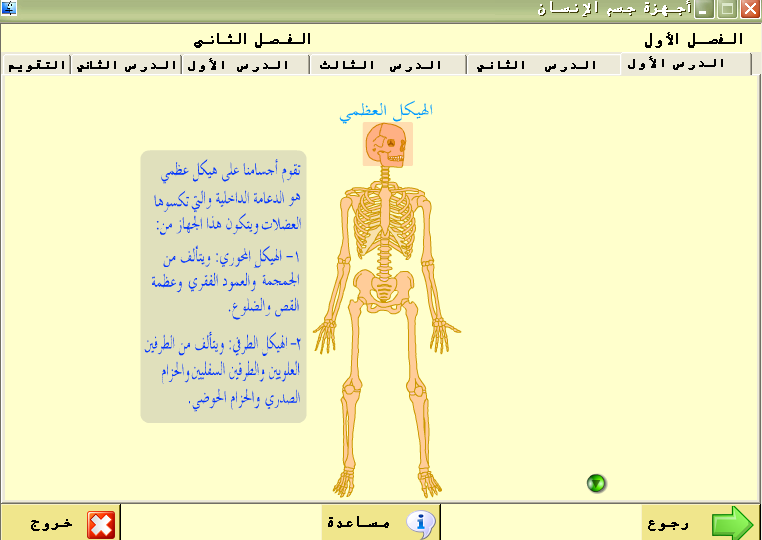 أجهزة جسم الإنسان
الفصل الأول
الفصل الثاني
الدرس الأول
الدرس الثاني
الدرس الثالث
الدرس الأول
الدرس الثاني
التقويم
الهيكل العظمي
تقوم أجسامنا على هيكل عظمي
هو الدعامة الداخلية والتي تكسوها
العضلات ويتكون هذا الجهاز من:
١- الهيكل المحوري: ويتألف من
الجمجمة والعمود الفقري وعظمة
القص والضلوع.
٢- الهيكل الطرفي: ويتألف من الطرفين
العلويين والطرفين السفليين والحزام
الصدري والحزام الحوضي.
رجوع
مساعدة
خروج